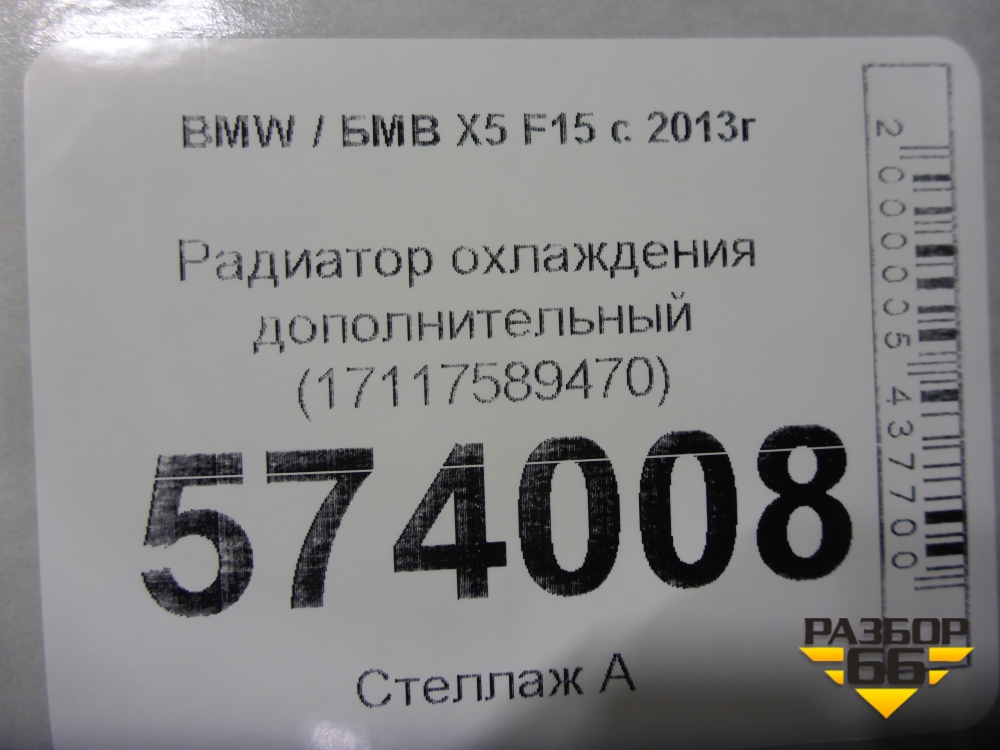 BMW / БМВ X5 F15 с 2013г
Радиатор охлаждения
дополнительный
(17117589470)
574008
Стеллаж А
2000005437700
РАЗБОР
66